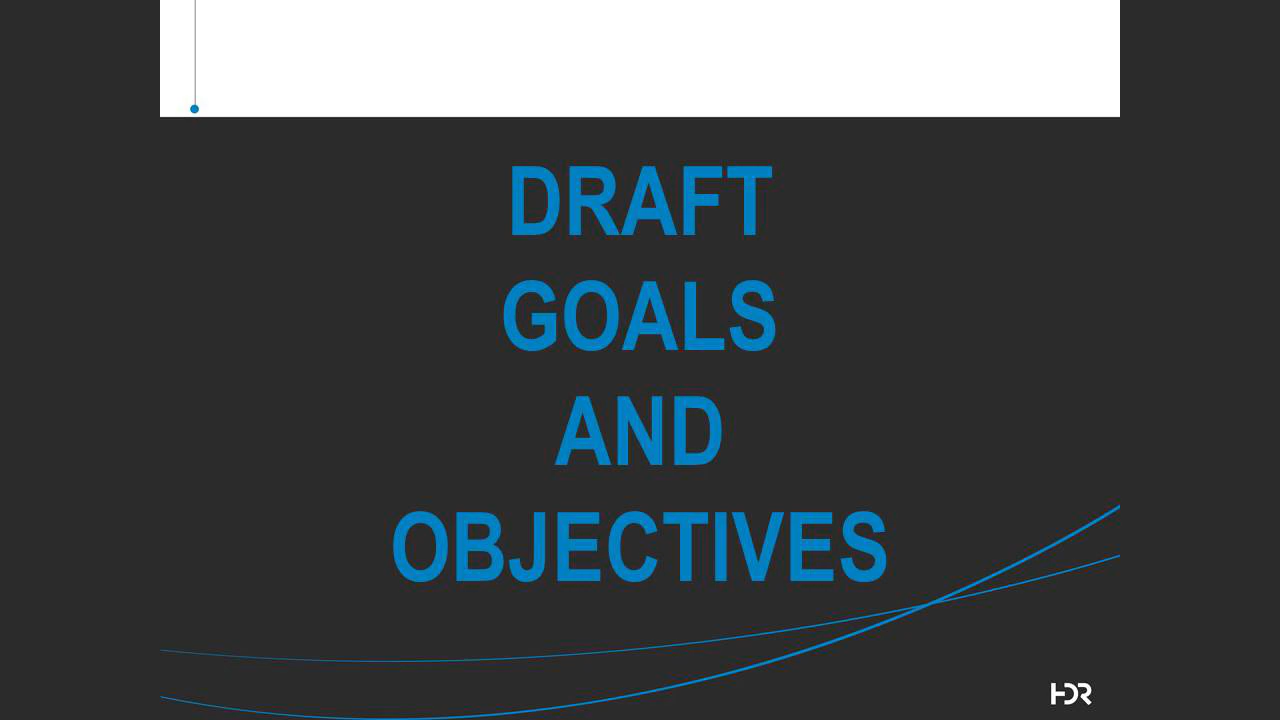 DRAFT
GOALS
AND
OBJECTIVES
HDR